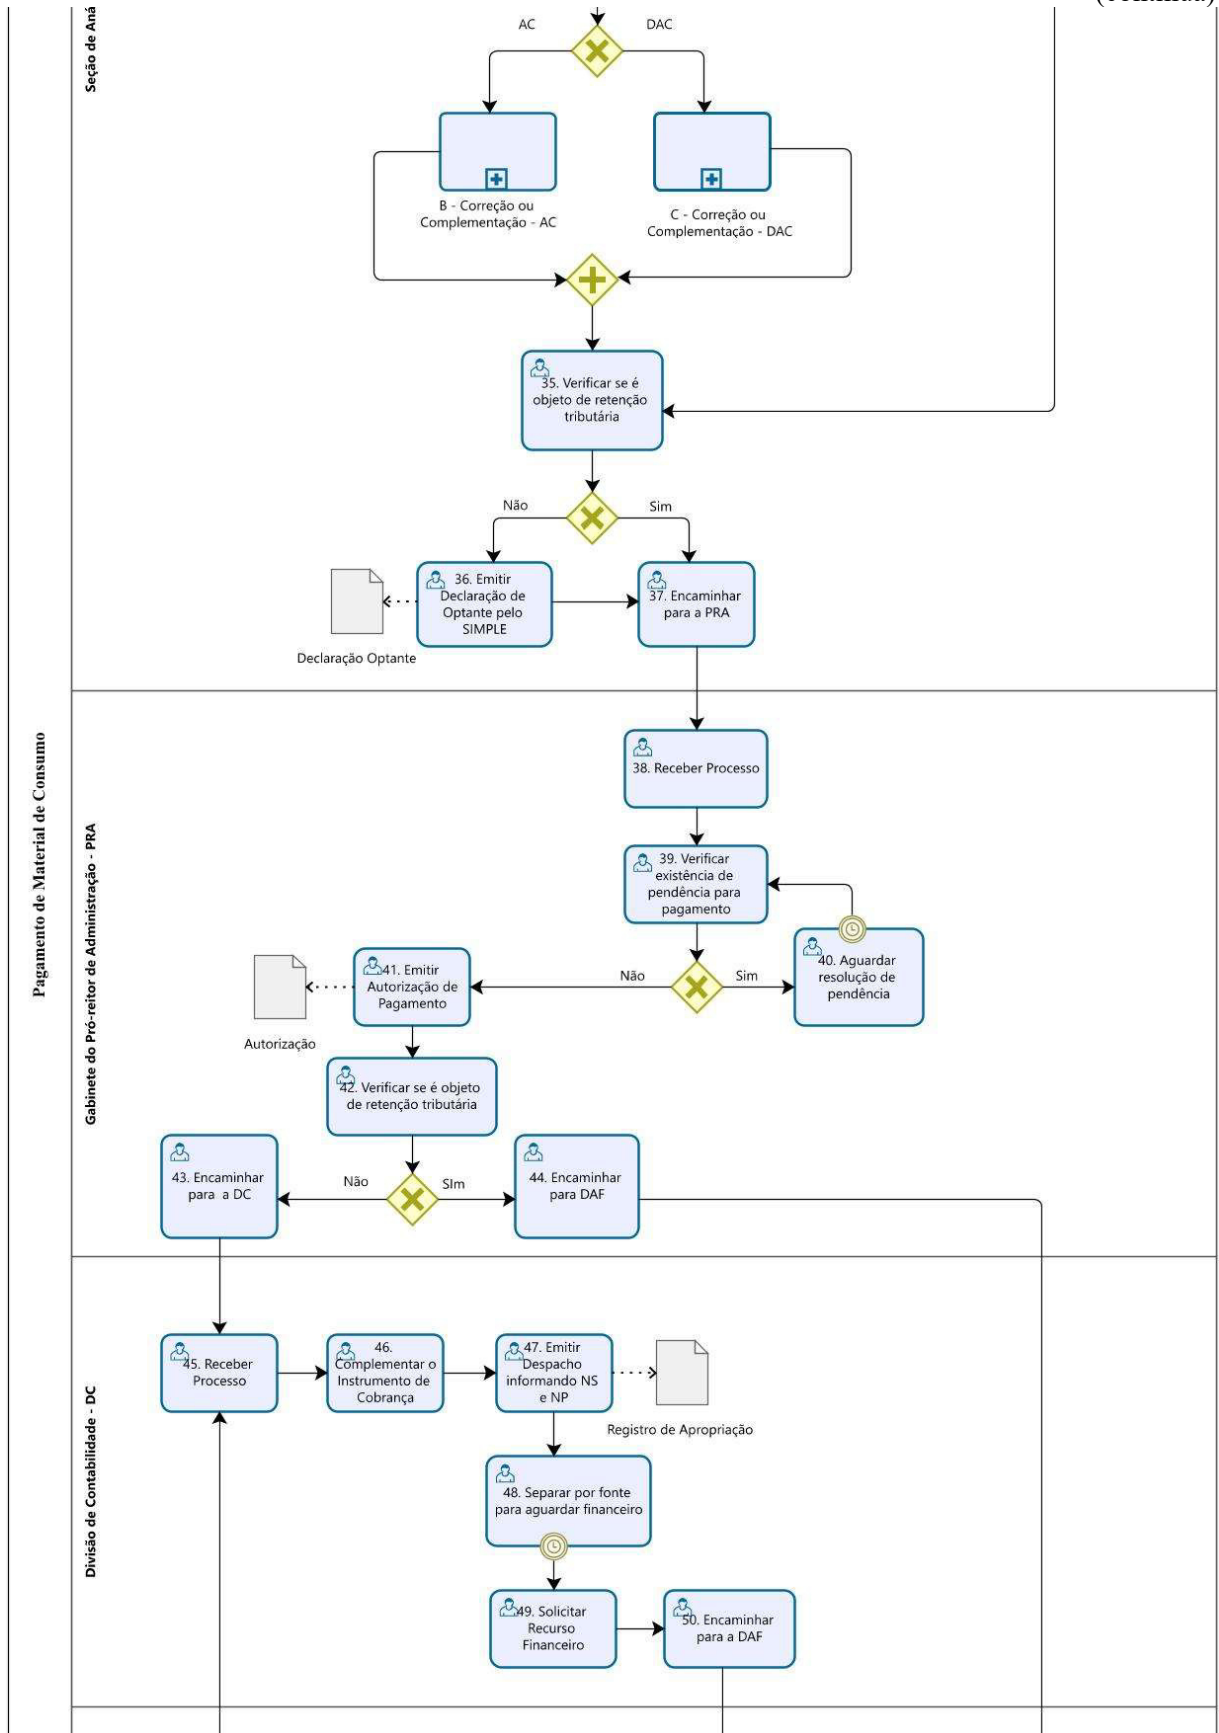 (continua)
Seção de Aná
AC
DAC
B - Correção ou
Complementação - AC
C - Correção ou
Complementação - DAC
35. Verificar se é
objeto de retenção
tributária
Não
Sim
36. Emitir
Declaração de
Optante pelo
SIMPLE
37. Encaminhar
para a PRA
Declaração Optante
Pagamento de Material de Consumo
Gabinete do Pró-reitor de Administração - PRA
38. Receber Processo
39. Verificar
existência de
pendência para
pagamento
40. Aguardar
resolução de
pendência
Não
Sim
41. Emitir
Autorização de
Pagamento
Autorização
42. Verificar se é objeto
de retenção tributária
43. Encaminhar
para a DC
Não
SIm
44. Encaminhar
para DAF
Divisão de Contabilidade - DC
45. Receber
Processo
46.
Complementar o
Instrumento de
Cobrança
47. Emitir
Despacho
informando NS
e NP
Registro de Apropriação
48. Separar por fonte
para aguardar financeiro
49. Solicitar
Recurso
Financeiro
50. Encaminhar
para a DAF